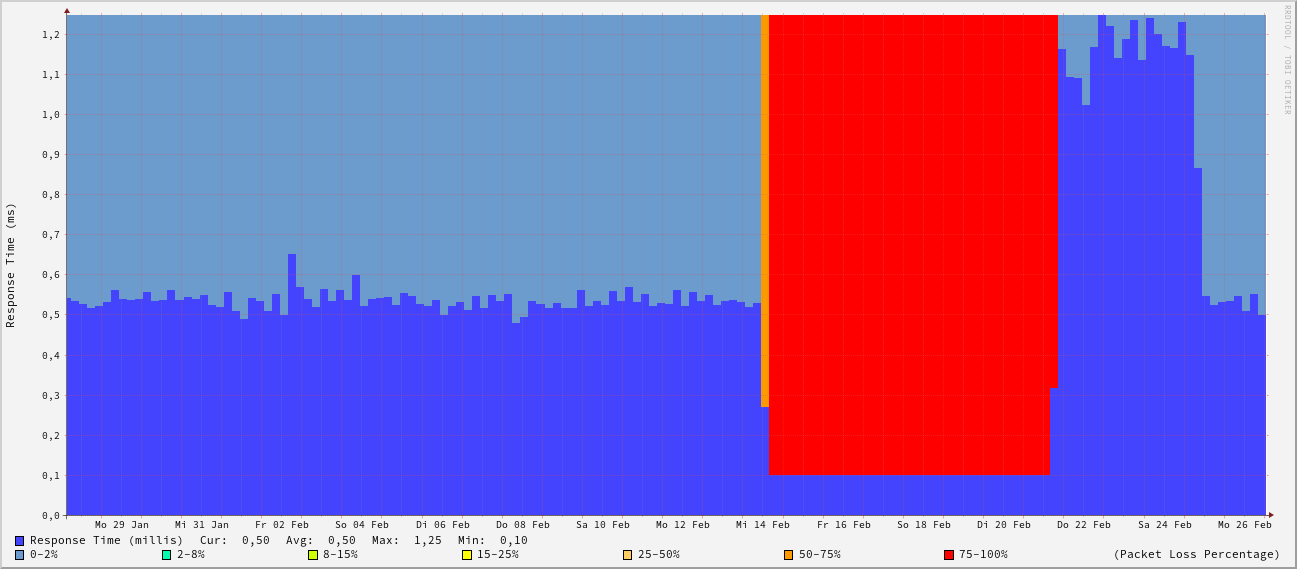 RRDTOOL / TOBI OETIKER
Response Time (ms)
1,2
1,1
1,0
0,9
0,8
0,7
0,6
0,5
0,4
0,3
0,2
0,1
0,0
Mo 29 Jan Mi 31 Jan Fr 02 Feb So 04 Feb Di 06 Feb Do 08 Feb Sa 10 Feb Mo 12 Feb Mi 14 Feb Fr 16 Feb So 18 Feb Di 20 Feb Do 22 Feb Sa 24 Feb Mo 26 Feb
Response Time (millis) Cur: 0,50 Avg: 0,50 Max: 1,25 Min: 0,10
0-2% 2-8% 8-15% 15-25% 25-50% 50-75% 75-100% (Packet Loss Percentage)